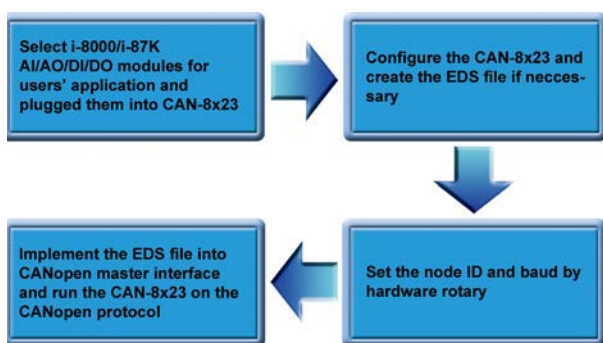 Select i-8000/i-87K
AI/AO/DI/DO modules for
users' application and
plugged them into CAN-8x23
Configure the CAN-8x23 and
create the EDS file if neccces-
sary
Set the node ID and baud by
hardware rotary
Implement the EDS file into
CANopen master interface
and run the CAN-8x23 on the
CANopen protocol